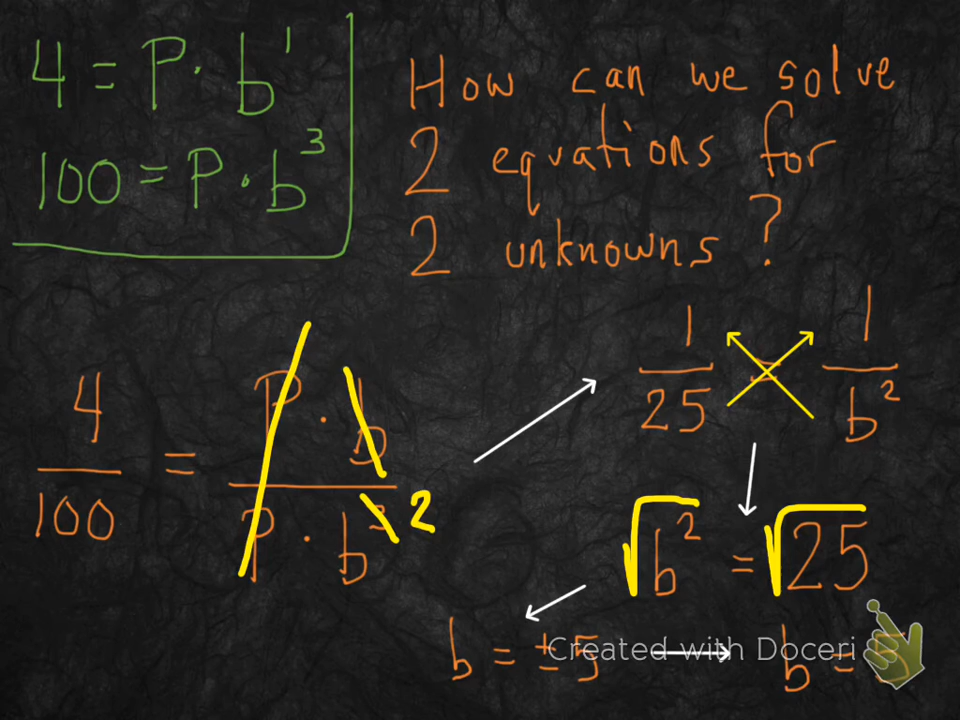 4 = P · b¹
100 = P · b³
How can we solve
2 equations for
2 unknowns ?
4/100 = P · b / P · b³ 2
1/25 = 1/b²
√b² = √25
b = ±5 → b = 5
Created with Doceri